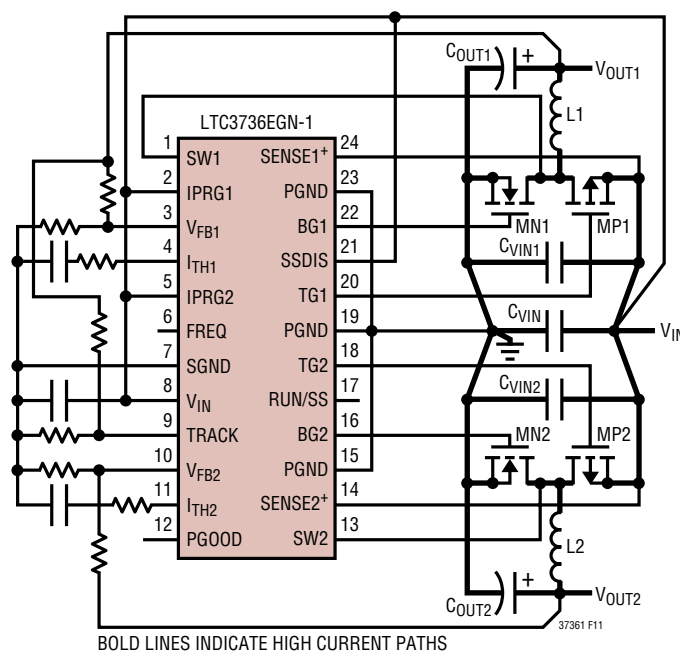 COUT1
+
VOUT1
L1
LTC3736EGN-1
1 SW1 SENSE1+ 24
2 IPRG1 PGND 23
3 VFB1 BG1 22
4 ITH1 SSDIS 21
5 IPRG2 TG1 20
6 FREQ PGND 19
7 SGND TG2 18
8 VIN RUN/SS 17
9 TRACK BG2 16
10 VFB2 PGND 15
11 ITH2 SENSE2+ 14
12 PGOOD SW2 13
MN1
MP1
CVIN1
CVIN
VIN
CVIN2
MN2
MP2
L2
COUT2
+
VOUT2
37361 F11
BOLD LINES INDICATE HIGH CURRENT PATHS